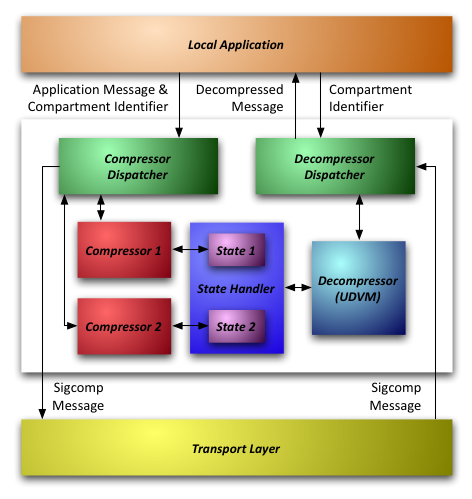 Local Application
Application Message &
Compartment Identifier
Decompressed
Message
Compartment
Identifier
Compressor
Dispatcher
Decompressor
Dispatcher
Compressor 1
State 1
State Handler
Decompressor
(UDVM)
Compressor 2
State 2
Sigcomp
Message
Sigcomp
Message
Transport Layer